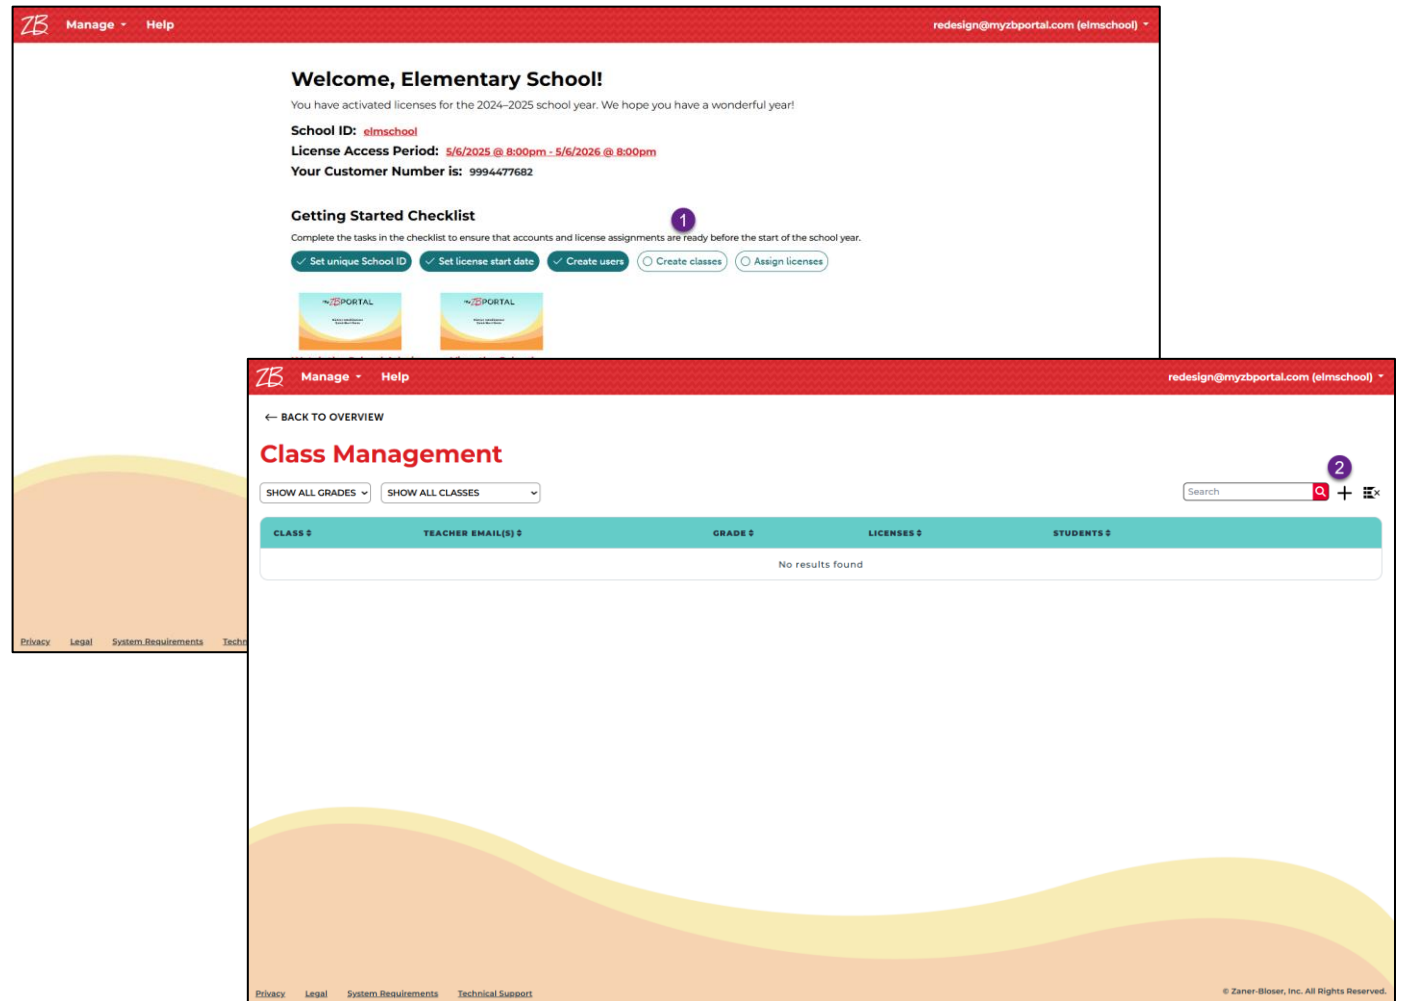 ZB Manage Help redesign@myzbportal.com (elmschool)
Welcome, Elementary School!
You have activated licenses for the 2024–2025 school year. We hope you have a wonderful year!
School ID: elmschool
License Access Period: 5/6/2025 @ 8:00pm - 5/6/2026 @ 8:00pm
Your Customer Number is: 9994477682
Getting Started Checklist
1
Complete the tasks in the checklist to ensure that accounts and license assignments are ready before the start of the school year.
Set unique School ID Set license start date Create users Create classes Assign licenses
my ZB PORTAL my ZB PORTAL
Privacy Legal System Requirements Techn
ZB Manage Help redesign@myzbportal.com (elmschool)
← BACK TO OVERVIEW
Class Management
2
SHOW ALL GRADES SHOW ALL CLASSES Search
CLASS TEACHER EMAIL(S) GRADE LICENSES STUDENTS
No results found
Privacy Legal System Requirements Technical Support © Zaner-Bloser, Inc. All Rights Reserved.